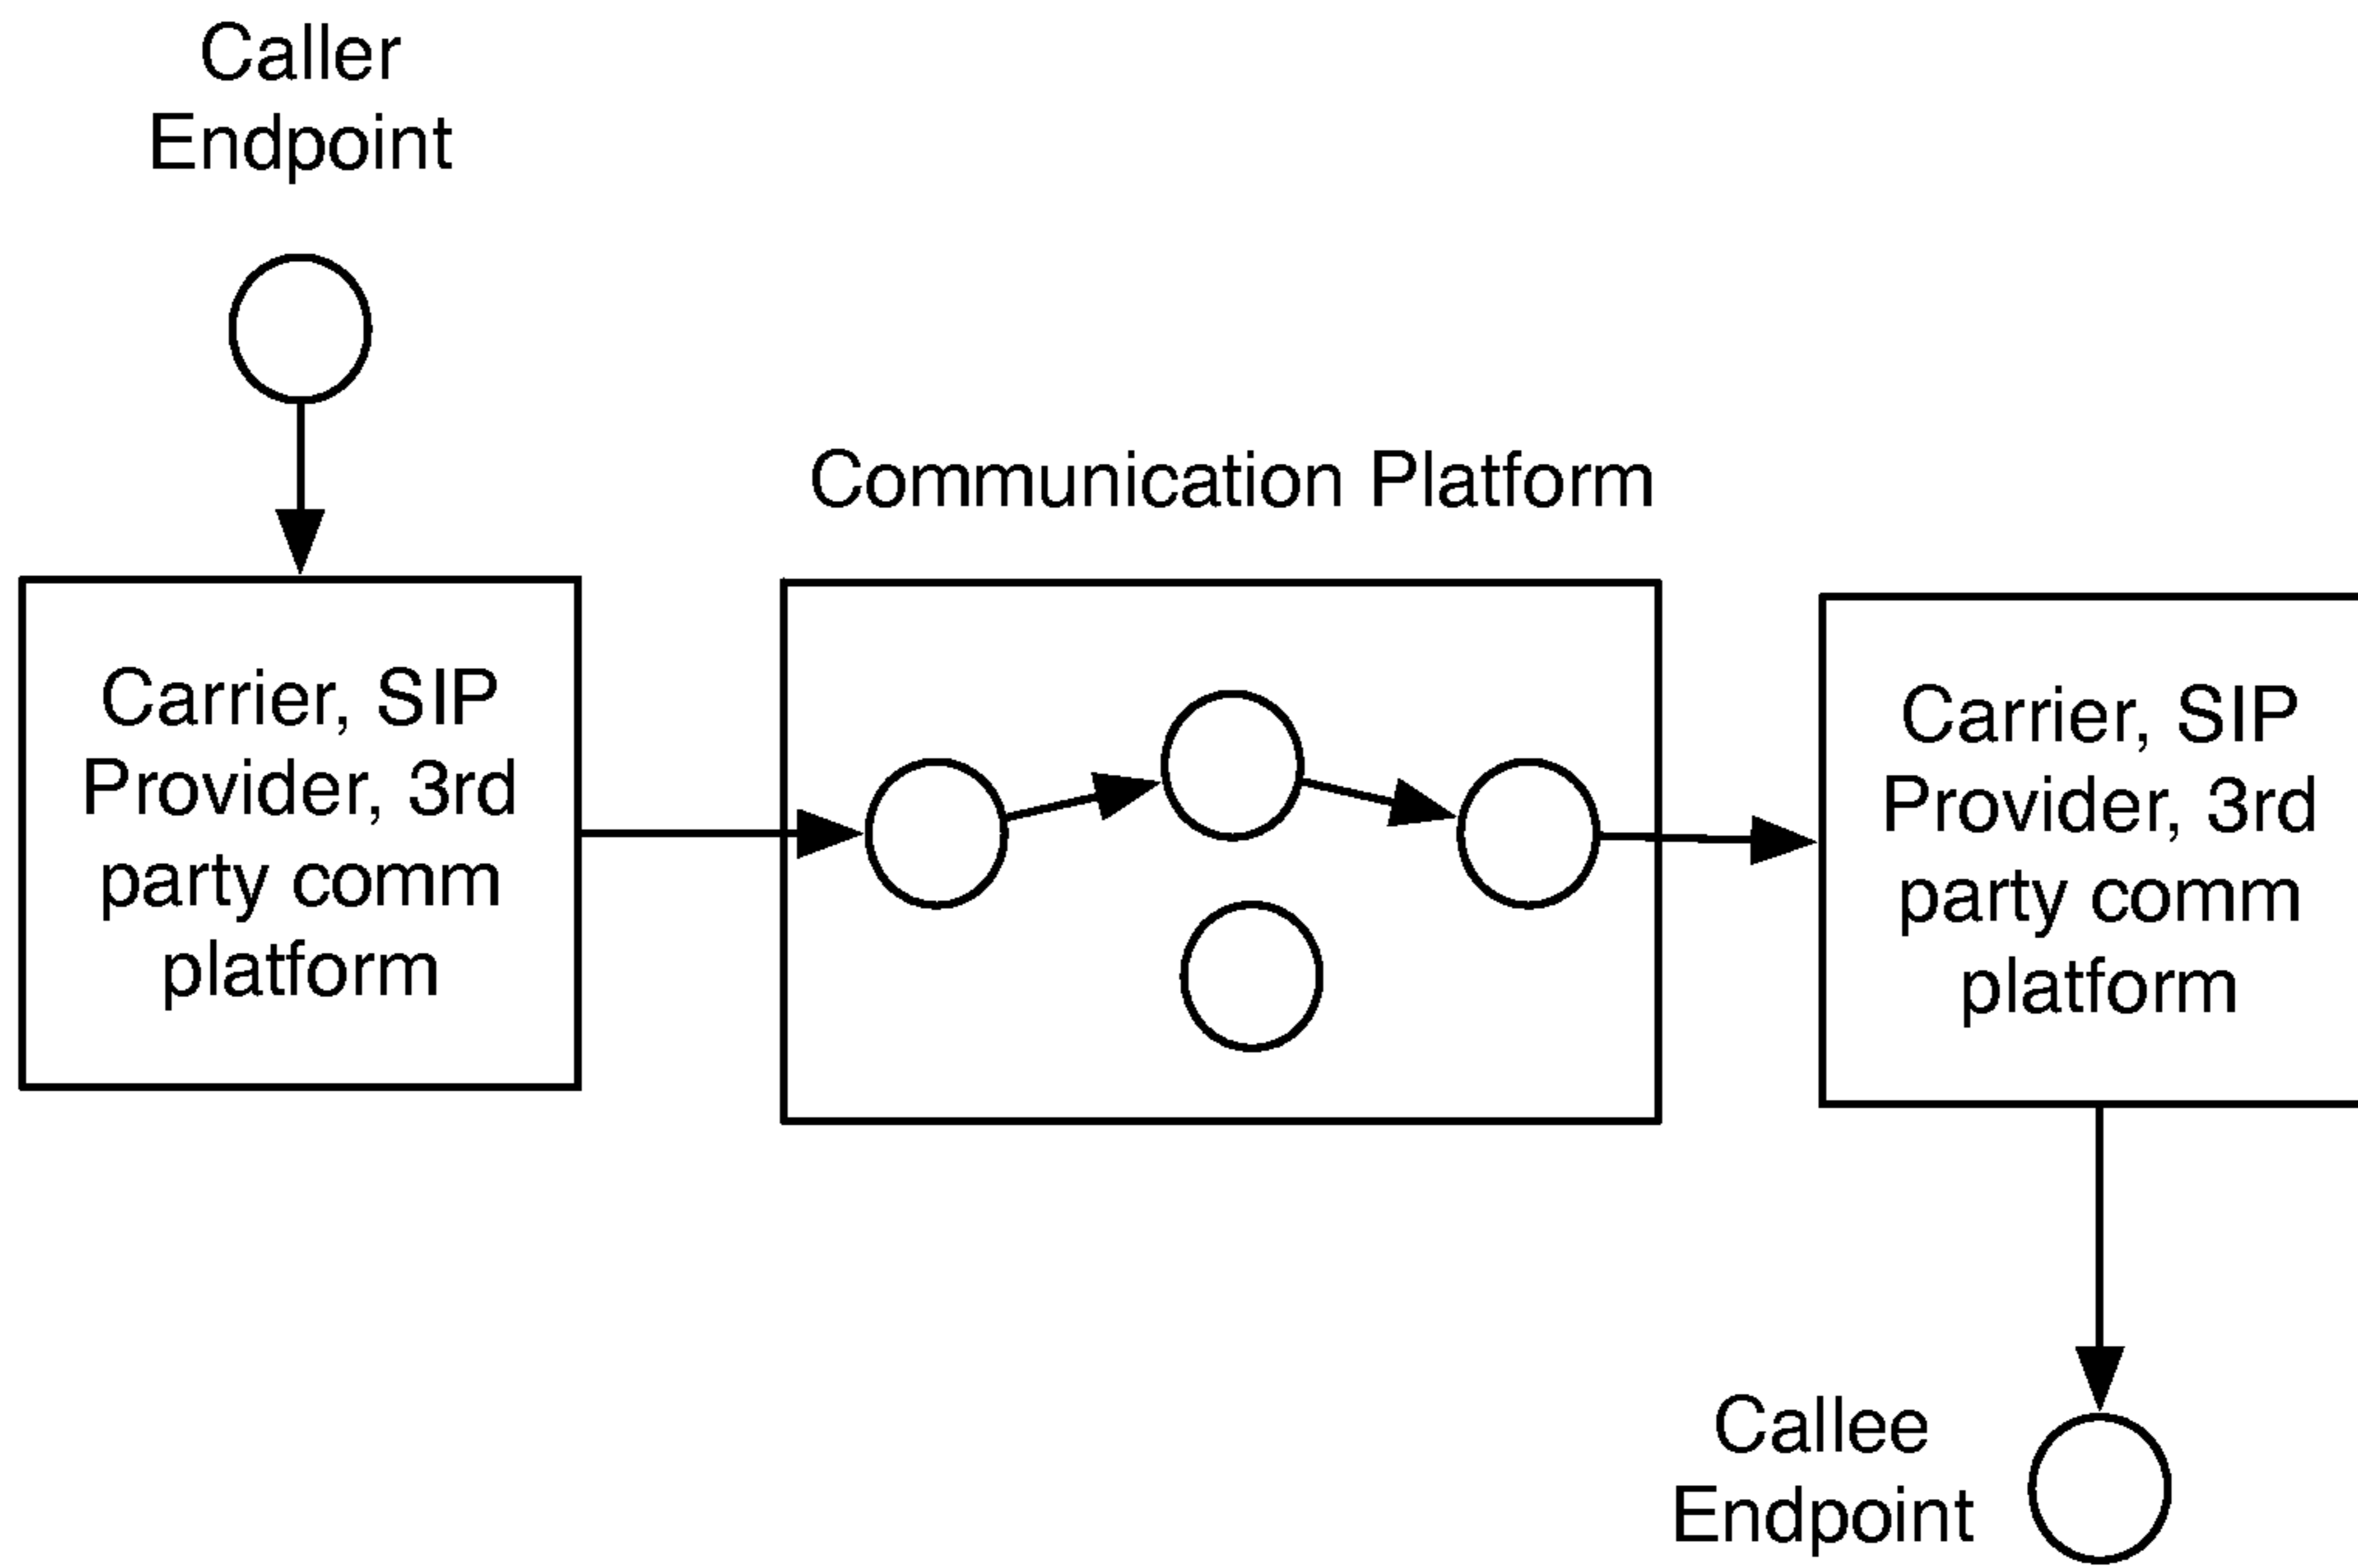 Caller
Endpoint
Communication Platform
Carrier, SIP
Provider, 3rd
party comm
platform
Carrier, SIP
Provider, 3rd
party comm
platform
Callee
Endpoint